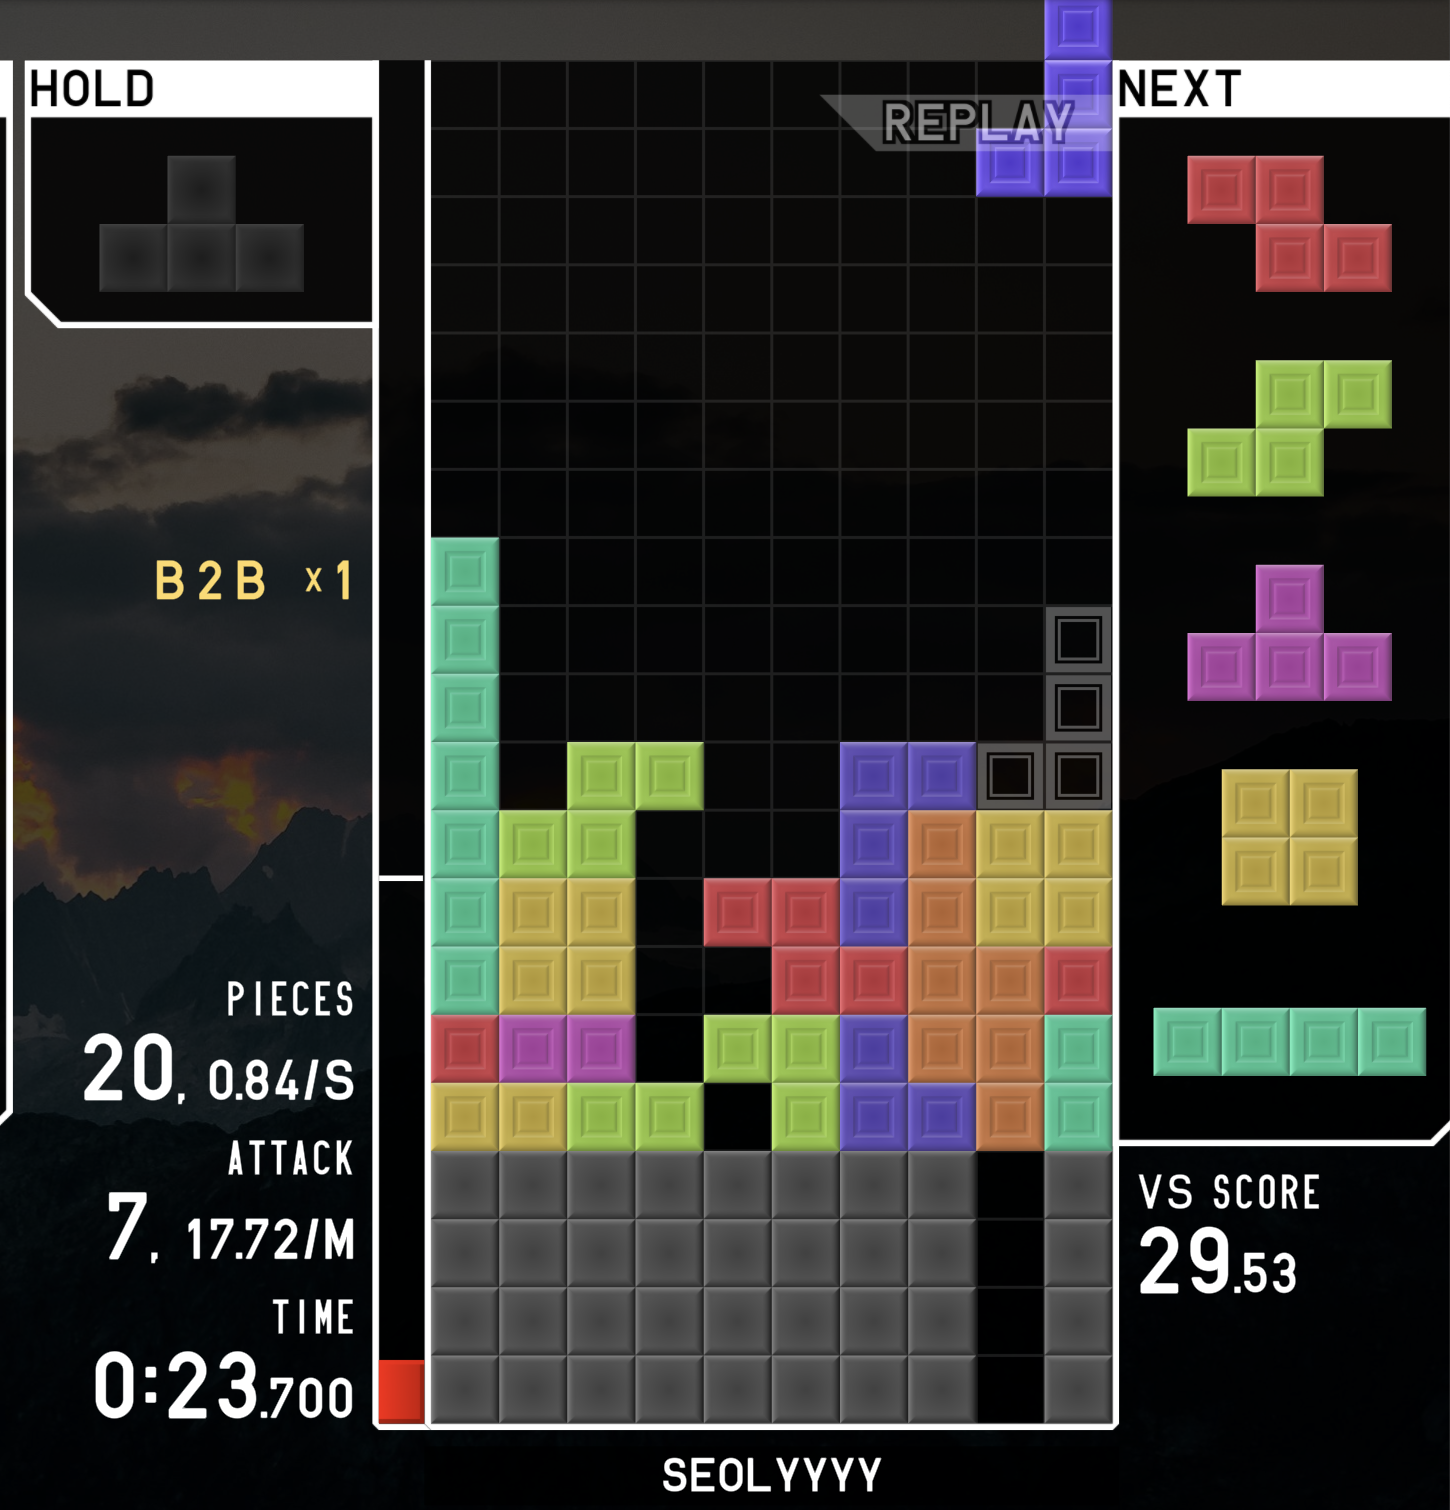 HOLD
REPLAY
NEXT
B2B x1
PIECES
20, 0.84/S
ATTACK
7, 17.72/M
TIME
0:23.700
VS SCORE
29.53
SEOLYYYY